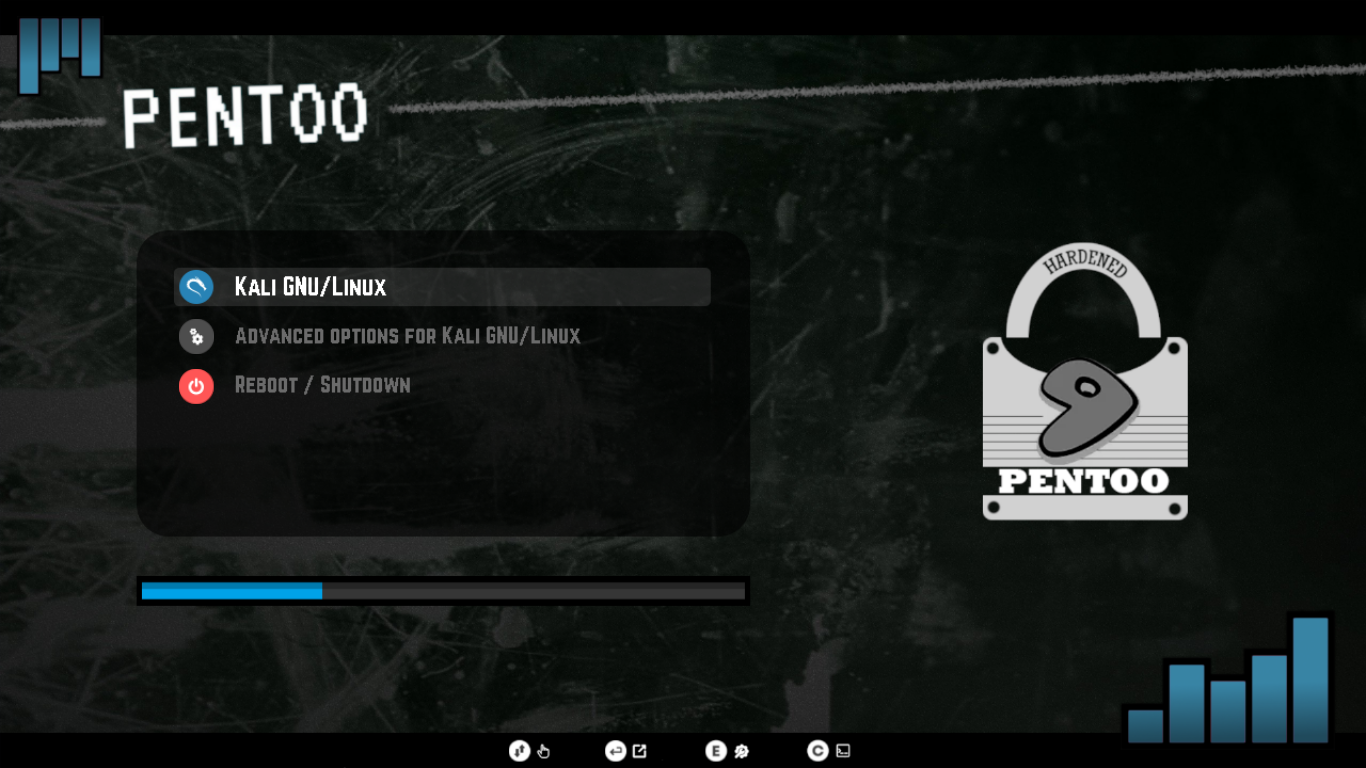 PENTOO
Kali GNU/Linux
Advanced options for Kali GNU/Linux
Reboot / Shutdown
HARDENED
PENTOO
E
C